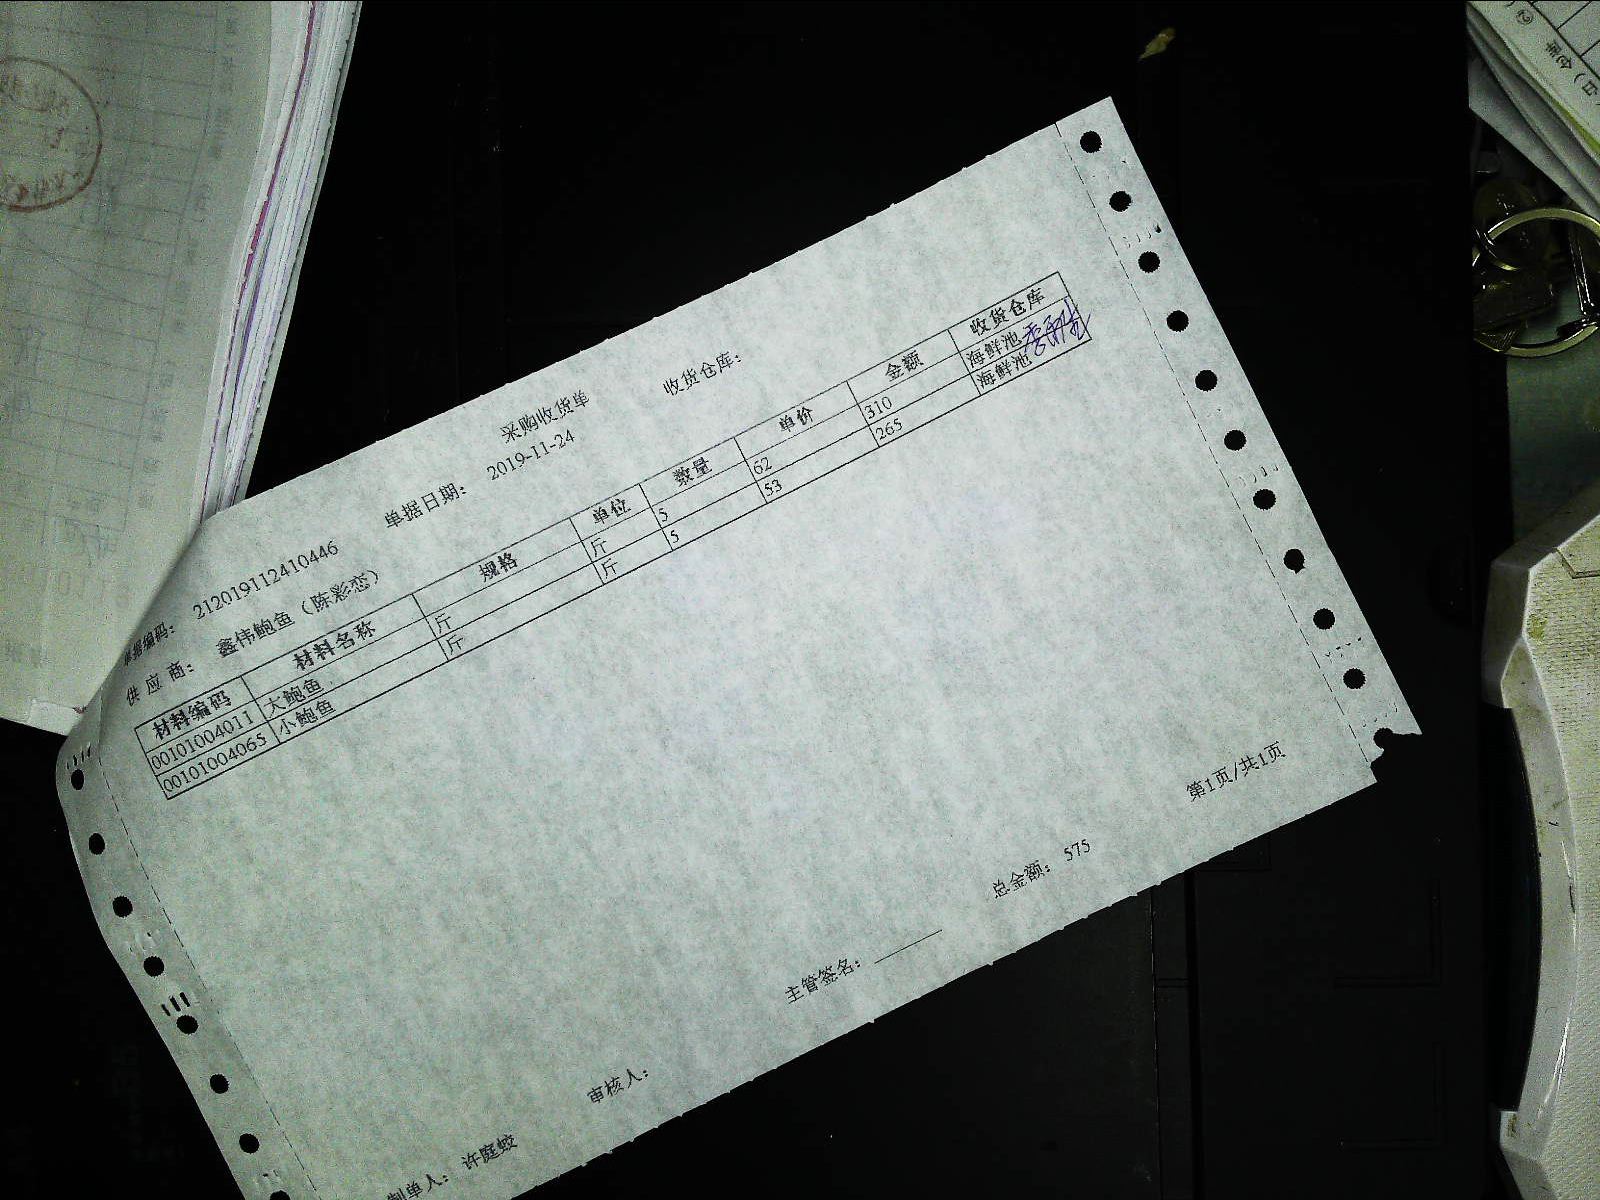 采购收货单
单据编码： 212019112410446 单据日期： 2019-11-24 收货仓库：
供应商： 鑫伟鲍鱼（陈彩恋）
材料编码 材料名称 规格 单位 数量 单价 金额 收货仓库
00101004011 大鲍鱼 斤 斤 5 62 310 海鲜池
00101004065 小鲍鱼 斤 斤 5 53 265 海鲜池
制单人： 许庭蛟 审核人： 主管签名： 总金额： 575 第1页/共1页